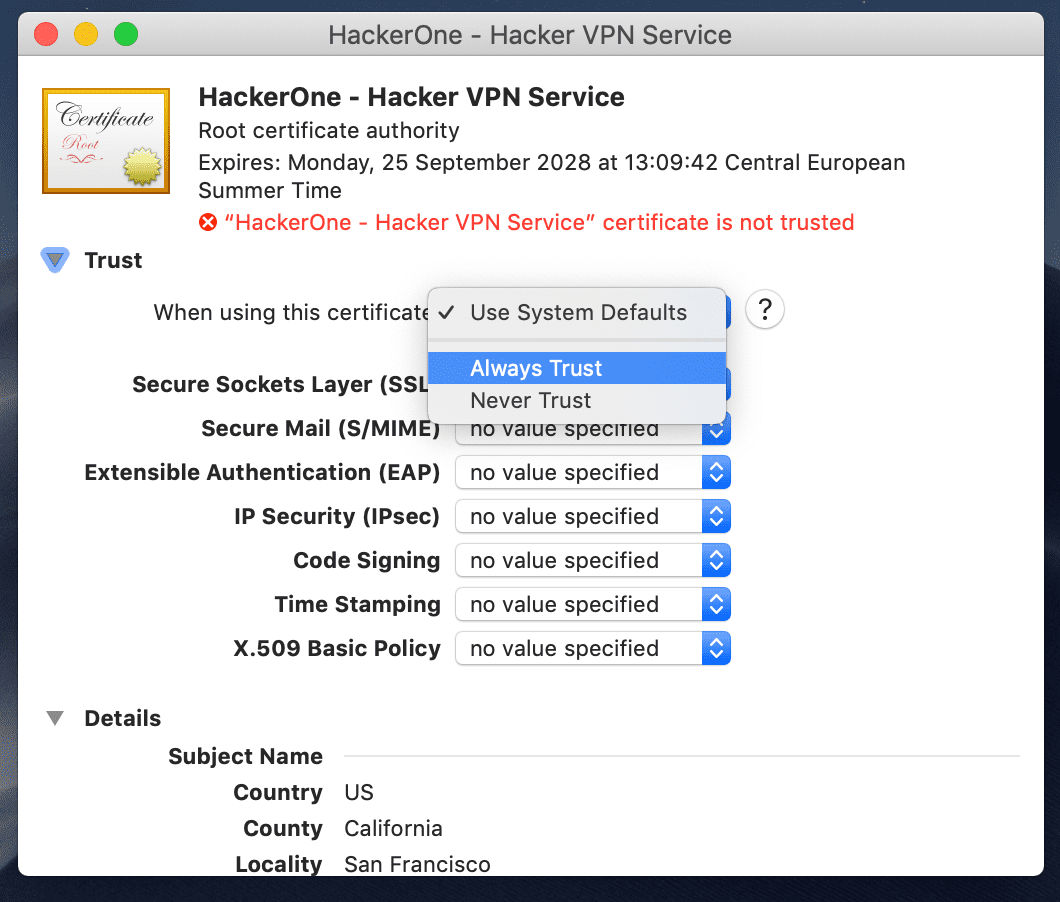 HackerOne - Hacker VPN Service
Certificate
Root
HackerOne - Hacker VPN Service
Root certificate authority
Expires: Monday, 25 September 2028 at 13:09:42 Central European
Summer Time
“HackerOne - Hacker VPN Service” certificate is not trusted
Trust
When using this certificate
✓ Use System Defaults
?
Always Trust
Never Trust
Secure Sockets Layer (SSL
Secure Mail (S/MIME) no value specified
Extensible Authentication (EAP) no value specified
IP Security (IPsec) no value specified
Code Signing no value specified
Time Stamping no value specified
X.509 Basic Policy no value specified
Details
Subject Name
Country US
County California
Locality San Francisco